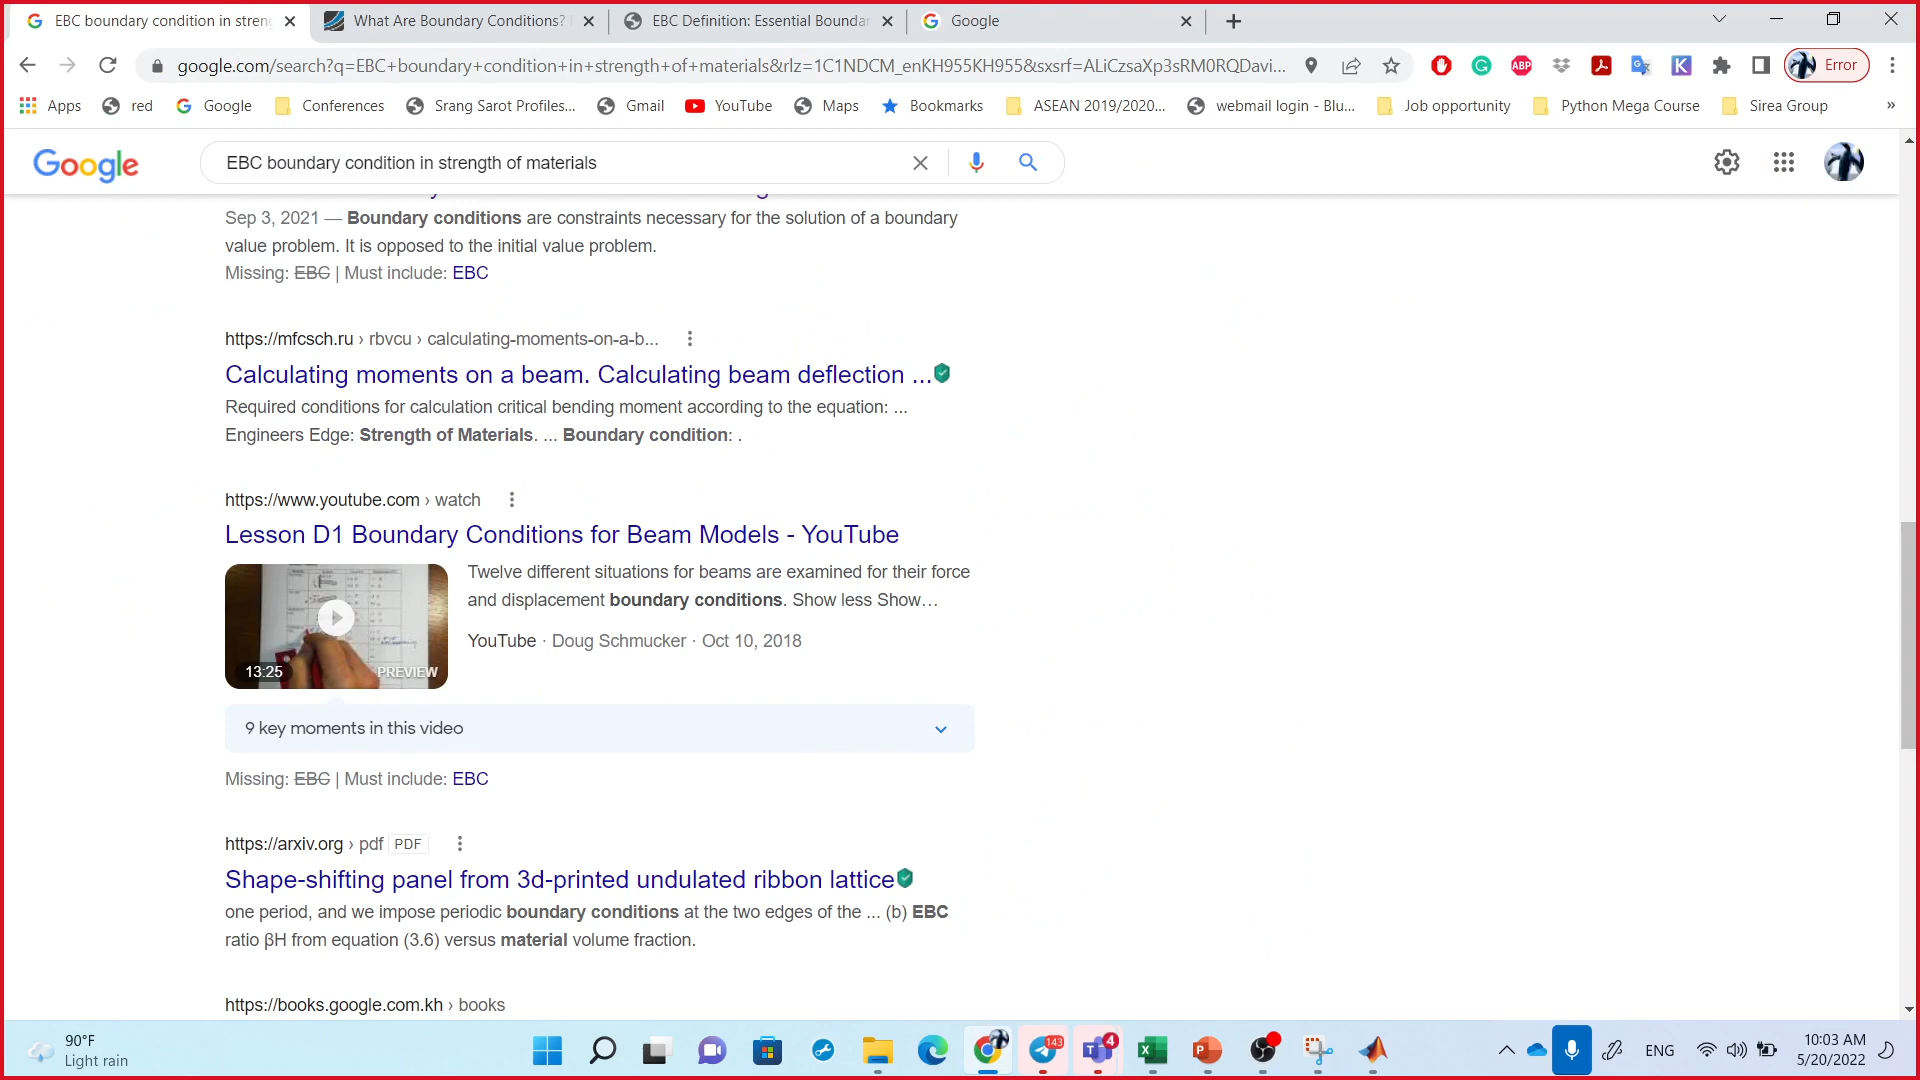 EBC boundary condition in streng
What Are Boundary Conditions?
EBC Definition: Essential Bounda
Google
google.com/search?q=EBC+boundary+condition+in+strength+of+materials&rlz=1C1NDCM_enKH955KH955&sxsrf=ALiCzsaXp3sRM0RQDavi...
ABP
K
Error
Apps
red
Google
Conferences
Srang Sarot Profiles...
Gmail
YouTube
Maps
Bookmarks
ASEAN 2019/2020...
webmail login - Blu...
Job opportunity
Python Mega Course
Sirea Group
»
Google
EBC boundary condition in strength of materials
Sep 3, 2021 — Boundary conditions are constraints necessary for the solution of a boundary
value problem. It is opposed to the initial value problem.
Missing: EBC | Must include: EBC
https://mfcsch.ru › rbvcu › calculating-moments-on-a-b...
Calculating moments on a beam. Calculating beam deflection ...
Required conditions for calculation critical bending moment according to the equation: ...
Engineers Edge: Strength of Materials. ... Boundary condition: .
https://www.youtube.com › watch
Lesson D1 Boundary Conditions for Beam Models - YouTube
Twelve different situations for beams are examined for their force
and displacement boundary conditions. Show less Show…
YouTube · Doug Schmucker · Oct 10, 2018
13:25
PREVIEW
9 key moments in this video
Missing: EBC | Must include: EBC
https://arxiv.org › pdf PDF
Shape-shifting panel from 3d-printed undulated ribbon lattice
one period, and we impose periodic boundary conditions at the two edges of the ... (b) EBC
ratio βH from equation (3.6) versus material volume fraction.
https://books.google.com.kh › books
90°F
Light rain
143
4
ENG
10:03 AM
5/20/2022